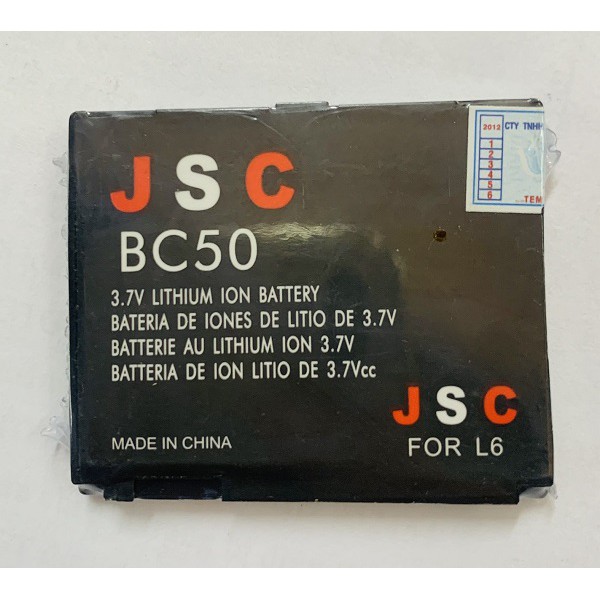 JSC
BC50
3.7V LITHIUM ION BATTERY
BATERIA DE IONES DE LITIO DE 3.7V
BATTERIE AU LITHIUM ION 3.7V
BATTERIA DE ION LITIO DE 3.7Vcc
MADE IN CHINA
JSC
FOR L6
2012 CTY TNHH
1
2
3
4
5
6
TEM